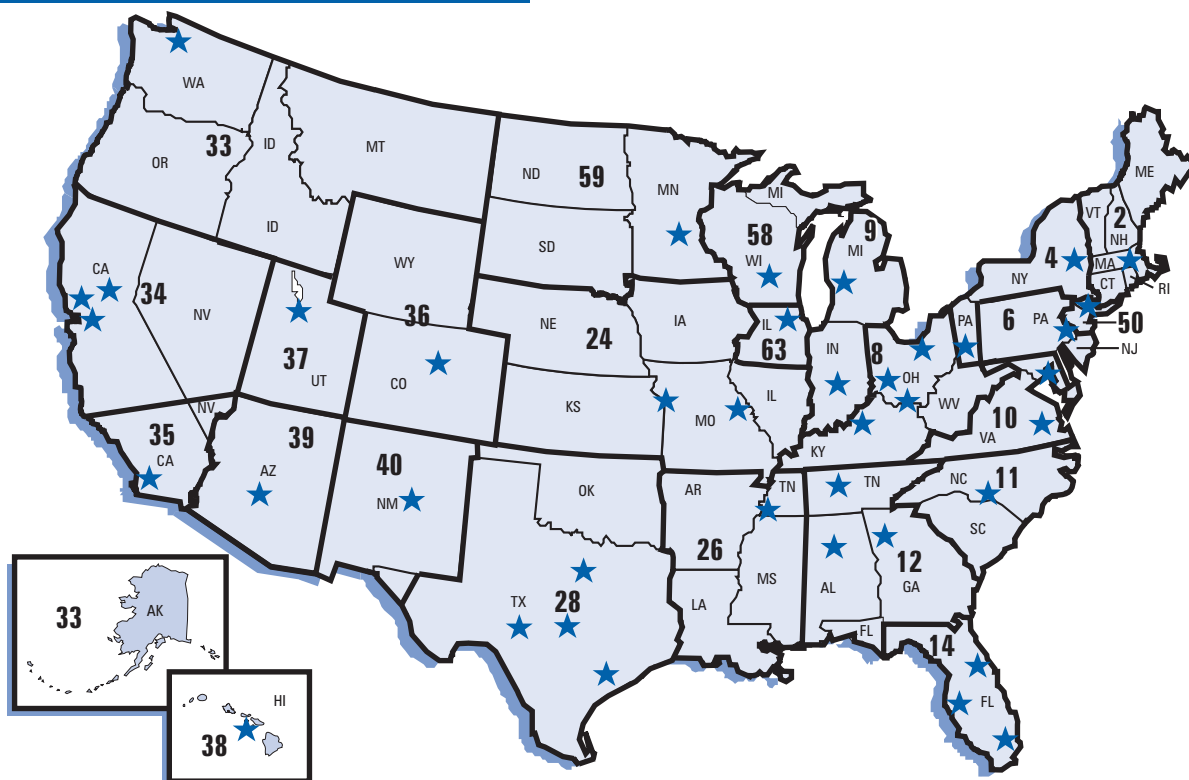 WA
ME
33
ID
MT
OR
ND
59
MN
MI
VT
2
NH
ID
SD
58
WI
9
MI
4
NY
MA
CT
RI
CA
34
NV
WY
36
NE
24
IA
IL
63
IN
8
OH
PA
6
PA
50
NJ
37
UT
CO
KS
MO
IL
WV
KY
10
VA
NV
35
CA
39
AZ
40
NM
OK
AR
26
TN
TN
NC
11
SC
12
GA
AL
MS
LA
TX
28
FL
14
FL
33
AK
HI
38